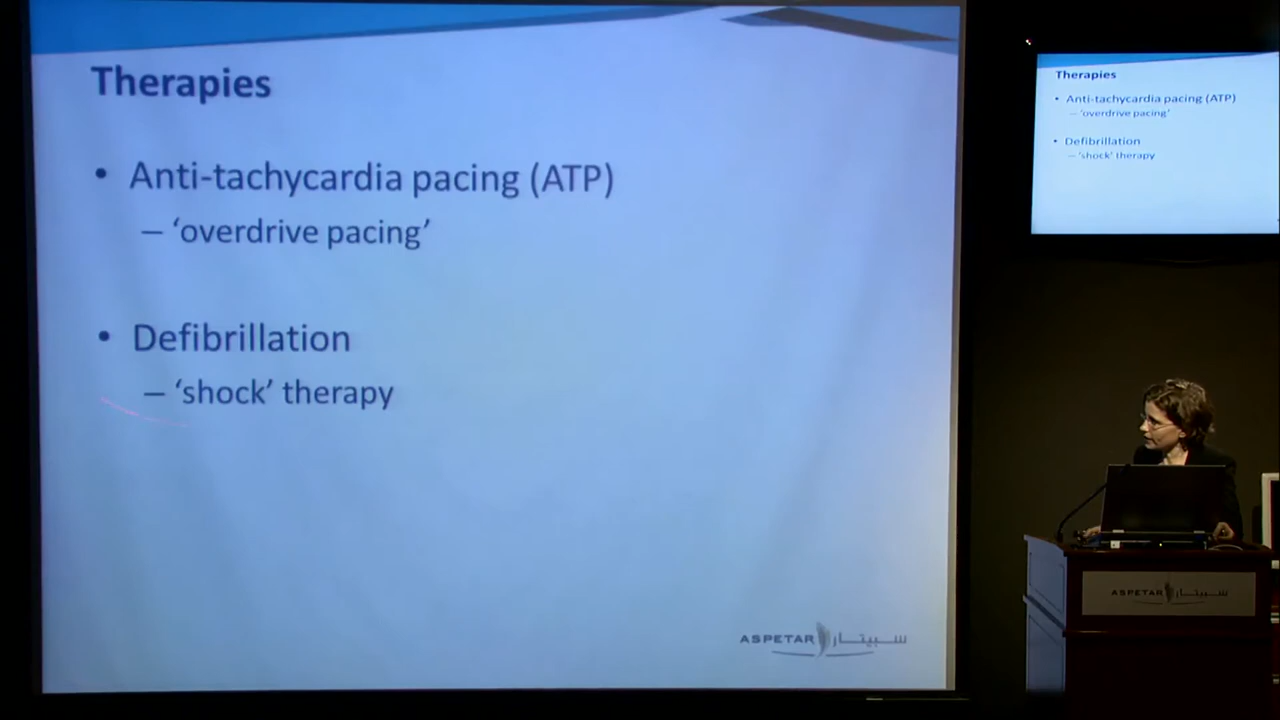 Therapies
• Anti-tachycardia pacing (ATP)
– ‘overdrive pacing’
• Defibrillation
– ‘shock’ therapy
ASPETAR سبيتار
Therapies
• Anti-tachycardia pacing (ATP)
– ‘overdrive pacing’
• Defibrillation
– ‘shock’ therapy
ASPETAR سبيتار